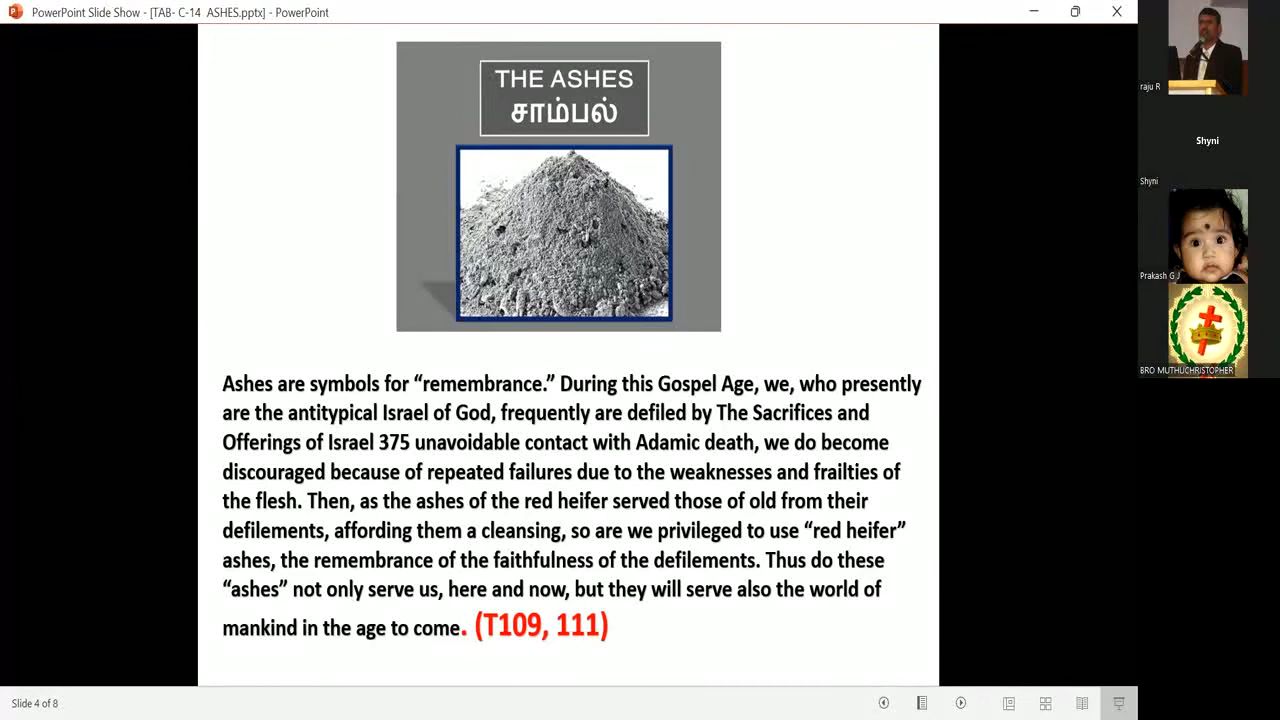 PowerPoint Slide Show - [TAB- C-14  ASHES.pptx] - PowerPoint
THE ASHES
சாம்பல்
Ashes are symbols for “remembrance.” During this Gospel Age, we, who presently
are the antitypical Israel of God, frequently are defiled by The Sacrifices and
Offerings of Israel 375 unavoidable contact with Adamic death, we do become
discouraged because of repeated failures due to the weaknesses and frailties of
the flesh. Then, as the ashes of the red heifer served those of old from their
defilements, affording them a cleansing, so are we privileged to use “red heifer”
ashes, the remembrance of the faithfulness of the defilements. Thus do these
“ashes” not only serve us, here and now, but they will serve also the world of
mankind in the age to come. (T109, 111)
Slide 4 of 8
raju R
Shyni
Shyni
Prakash G J
BRO MUTHUCHRISTOPHER